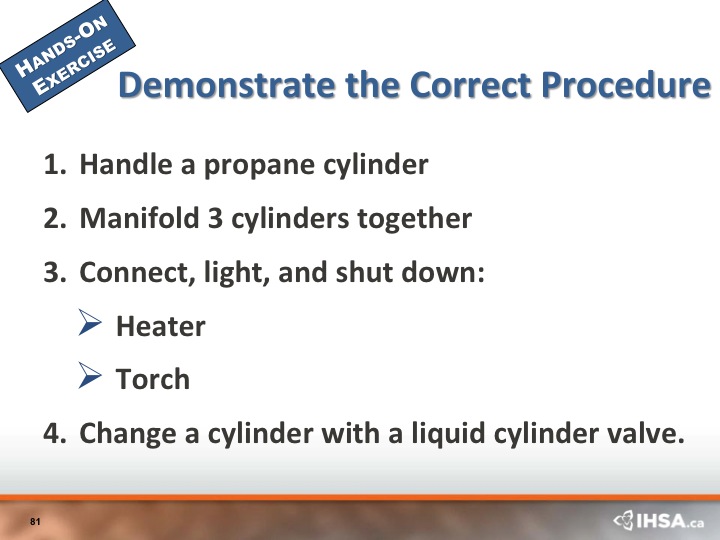 HANDS-ON
EXERCISE
Demonstrate the Correct Procedure
1. Handle a propane cylinder
2. Manifold 3 cylinders together
3. Connect, light, and shut down:
➢ Heater
➢ Torch
4. Change a cylinder with a liquid cylinder valve.
81
IHSA.ca